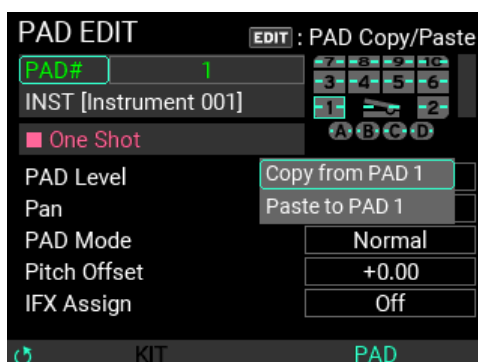 PAD EDIT
EDIT : PAD Copy/Paste
PAD# 1
-7- -8- -9- -10-
-3- -4- -5- -6-
INST [Instrument 001]
-1- -2-
One Shot
A B C D
PAD Level
Copy from PAD 1
Pan
Paste to PAD 1
PAD Mode Normal
Pitch Offset +0.00
IFX Assign Off
KIT PAD